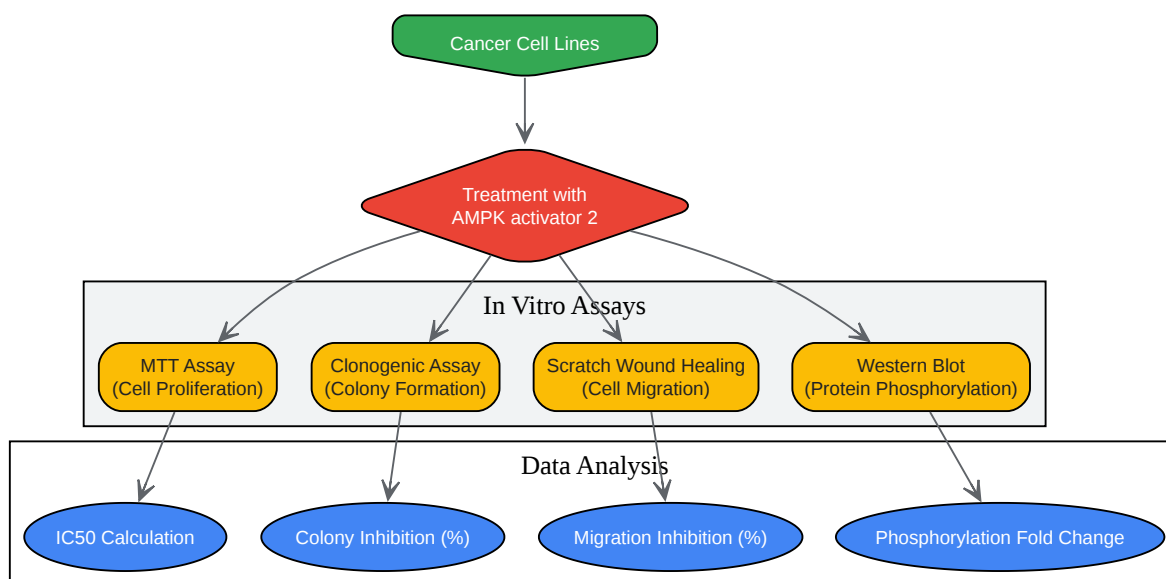 Cancer Cell Lines
Treatment with
AMPK activator 2
In Vitro Assays
MTT Assay
(Cell Proliferation)
Clonogenic Assay
(Colony Formation)
Scratch Wound Healing
(Cell Migration)
Western Blot
(Protein Phosphorylation)
Data Analysis
IC50 Calculation
Colony Inhibition (%)
Migration Inhibition (%)
Phosphorylation Fold Change